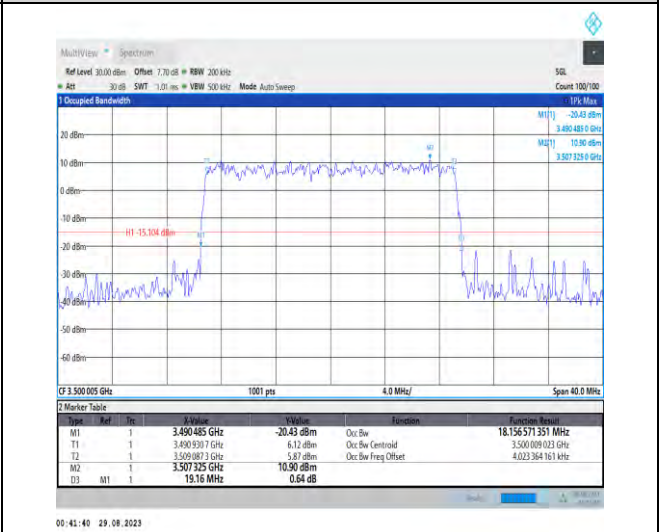 MultiView Spectrum
Ref Level 30.00 dBm Offset 7.70 dB RBW 200 kHz SGL
Att 30 dB SWT 1.01 ms VBW 500 kHz Mode Auto Sweep Count 100/100
1 Occupied Bandwidth 1Pk Max
M1[1] -20.43 dBm
3.490 485 0 GHz
M2[1] 10.90 dBm
3.507 325 0 GHz
20 dBm
M2
10 dBm
0 dBm
-10 dBm
H1 -15.104 dBm
M1
-20 dBm
-30 dBm
-40 dBm
-50 dBm
-60 dBm
CF 3.500 005 GHz 1001 pts 4.0 MHz/ Span 40.0 MHz
2 Marker Table
Type Ref Trc X-Value Y-Value Function Function Result
M1 1 3.490 485 GHz -20.43 dBm Occ Bw 18.156 571 351 MHz
T1 1 3.490 930 7 GHz 6.12 dBm Occ Bw Centroid 3.500 009 023 GHz
T2 1 3.509 087 3 GHz 5.87 dBm Occ Bw Freq Offset 4.023 364 161 kHz
M2 1 3.507 325 GHz 10.90 dBm
D3 M1 1 19.16 MHz 0.64 dB
00:41:40 29.08.2023